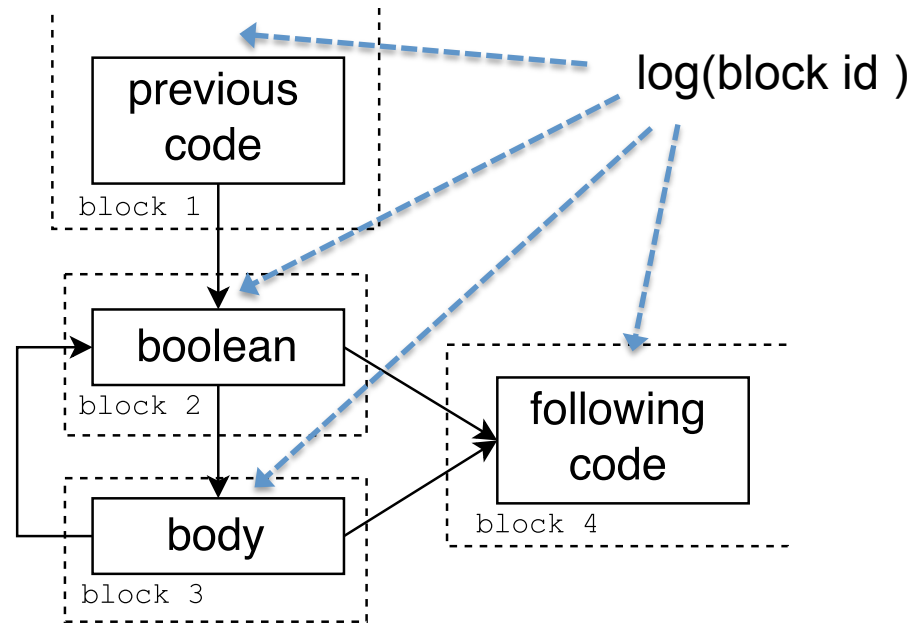 previous
code
block 1
log(block id )
boolean
block 2
body
block 3
following
code
block 4